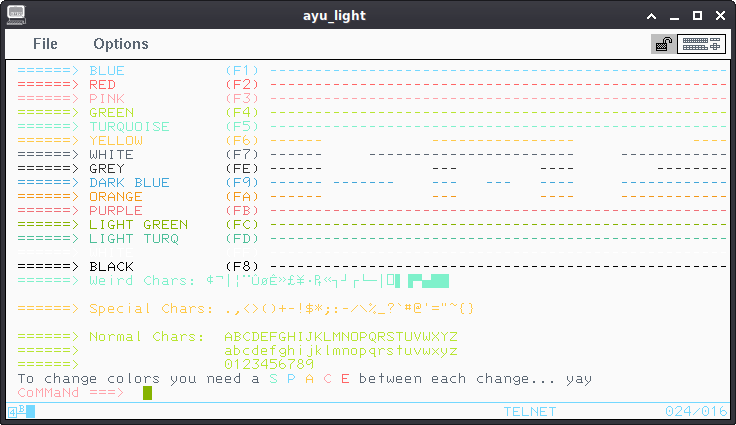 ayu_light
File Options
======> BLUE (F1) ------------------------------------------------------
======> RED (F2) ------------------------------------------------------
======> PINK (F3) ------------------------------------------------------
======> GREEN (F4) ------------------------------------------------------
======> TURQUOISE (F5) ------------------------------------------------------
======> YELLOW (F6) ------ --------------------- ----
======> WHITE (F7) ------ ------------------------ -------------
======> GREY (FE) --- ---
======> DARK BLUE (F9) ------ ------- --- --- ---- -------------
======> ORANGE (FA) --- ---
======> PURPLE (FB) ------------------------------------------------------
======> LIGHT GREEN (FC) ------------------------------------------------------
======> LIGHT TURQ (FD) ------------------------------------------------------
======> BLACK (F8) ------------------------------------------------------
======> Weird Chars:
======> Special Chars: .,<>()+-!$*;:-/\%_?`#@'="~{}
======> Normal Chars: ABCDEFGHIJKLMNOPQRSTUVWXYZ
======> abcdefghijklmnopqrstuvwxyz
======> 0123456789
To change colors you need a S P A C E between each change... yay
CoMMaNd ===>
4B TELNET 024/016